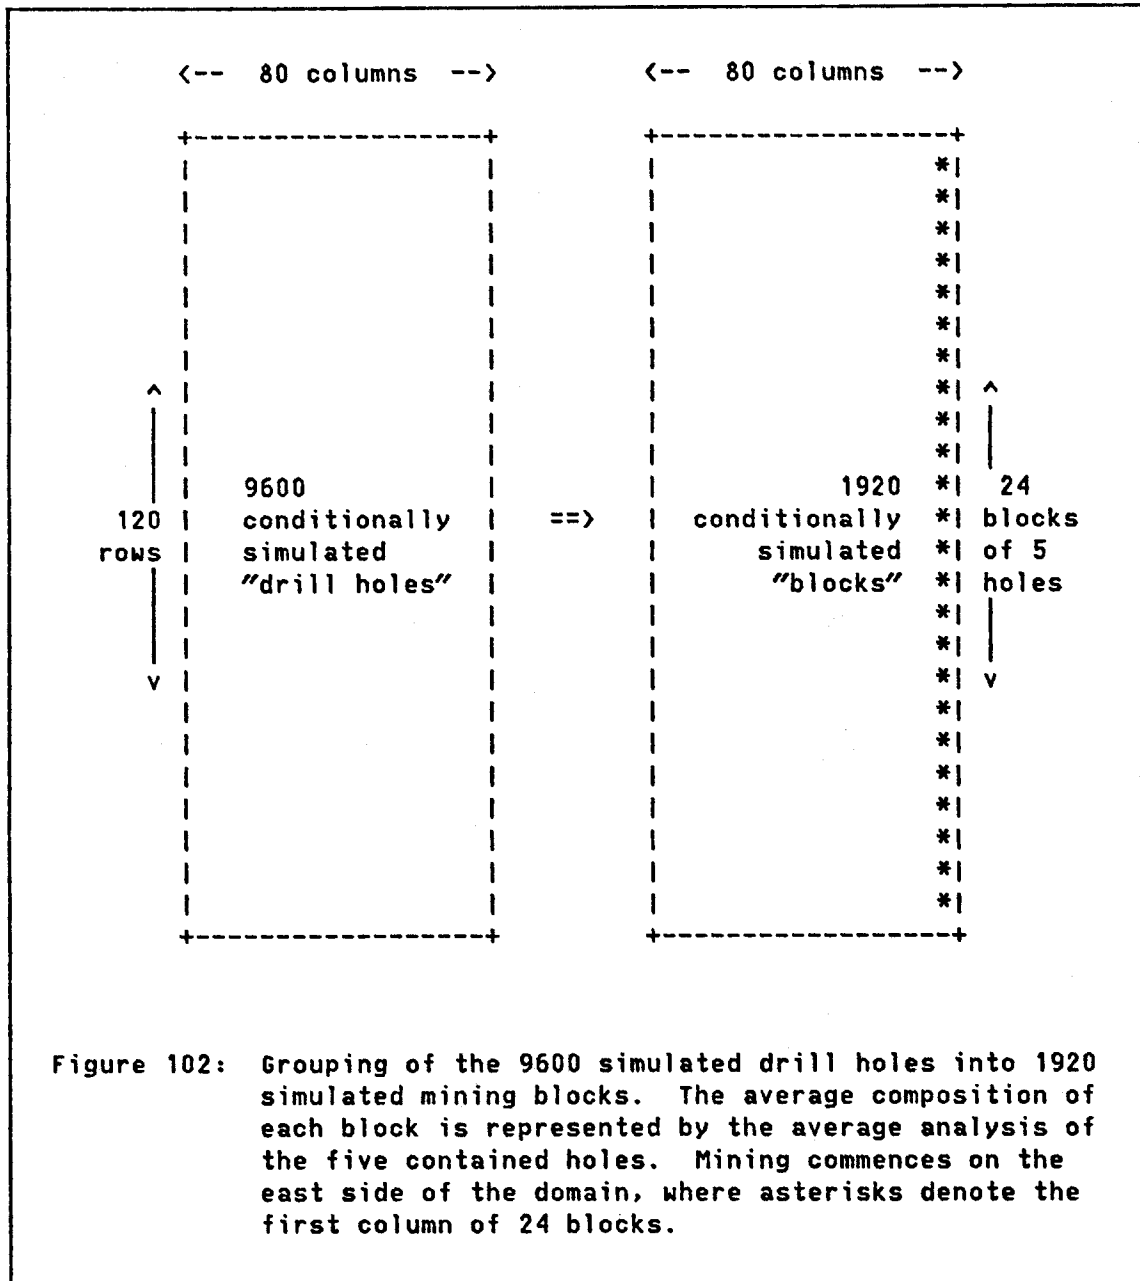 <-- 80 columns --> <-- 80 columns -->
+-----------------+ +-----------------+
| | | *|
| | | *|
| | | *|
| | | *|
| | | *|
| | | *|
| | | *|
^ | | | *| ^
| | | *|
| | | *|
| 9600 | | 1920 *| 24
120 | conditionally | ==> | conditionally *| blocks
rows | simulated | | simulated *| of 5
| "drill holes" | | "blocks" *| holes
| | | *|
| | | *|
v | | | *| v
| | | *|
| | | *|
| | | *|
| | | *|
| | | *|
| | | *|
| | | *|
+-----------------+ +-----------------+
Figure 102: Grouping of the 9600 simulated drill holes into 1920
simulated mining blocks. The average composition of
each block is represented by the average analysis of
the five contained holes. Mining commences on the
east side of the domain, where asterisks denote the
first column of 24 blocks.